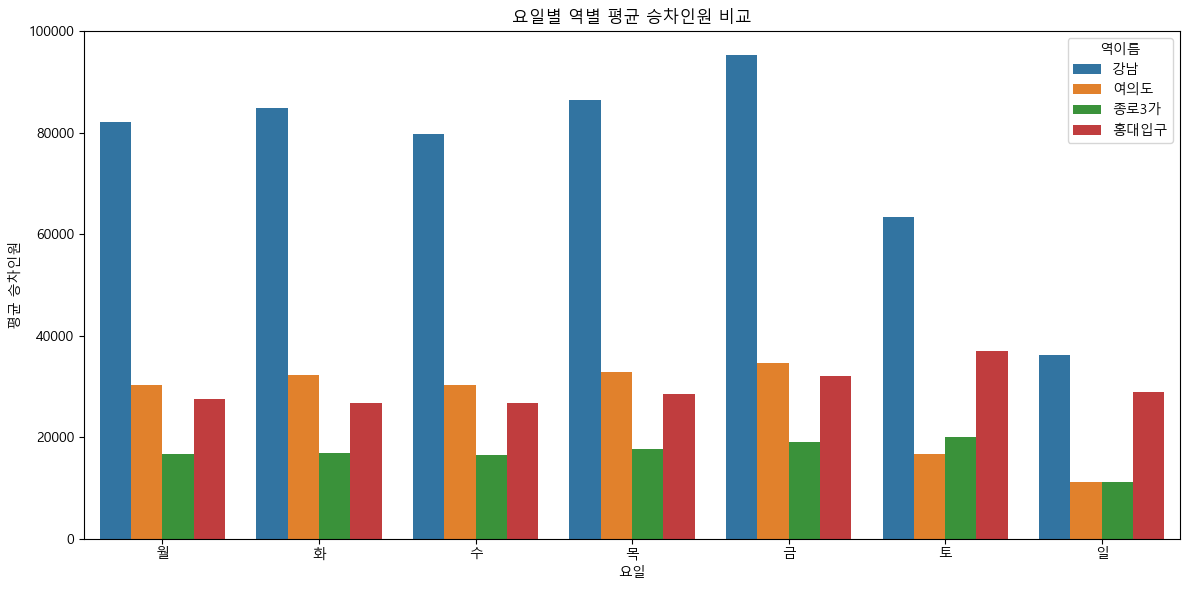 요일별 역별 평균 승차인원 비교
역이름
강남
여의도
종로3가
홍대입구
평균 승차인원
100000
80000
60000
40000
20000
0
월 화 수 목 금 토 일
요일